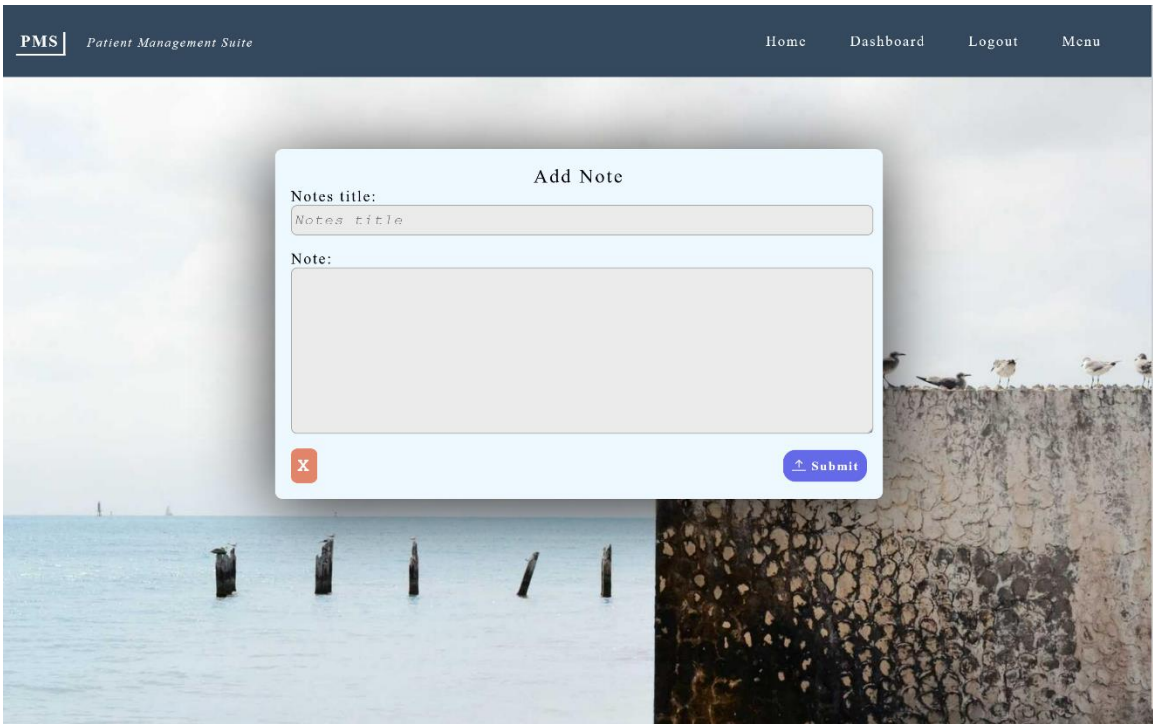 PMS Patient Management Suite Home Dashboard Logout Menu
Add Note
Notes title:
Notes title
Note:
X Submit